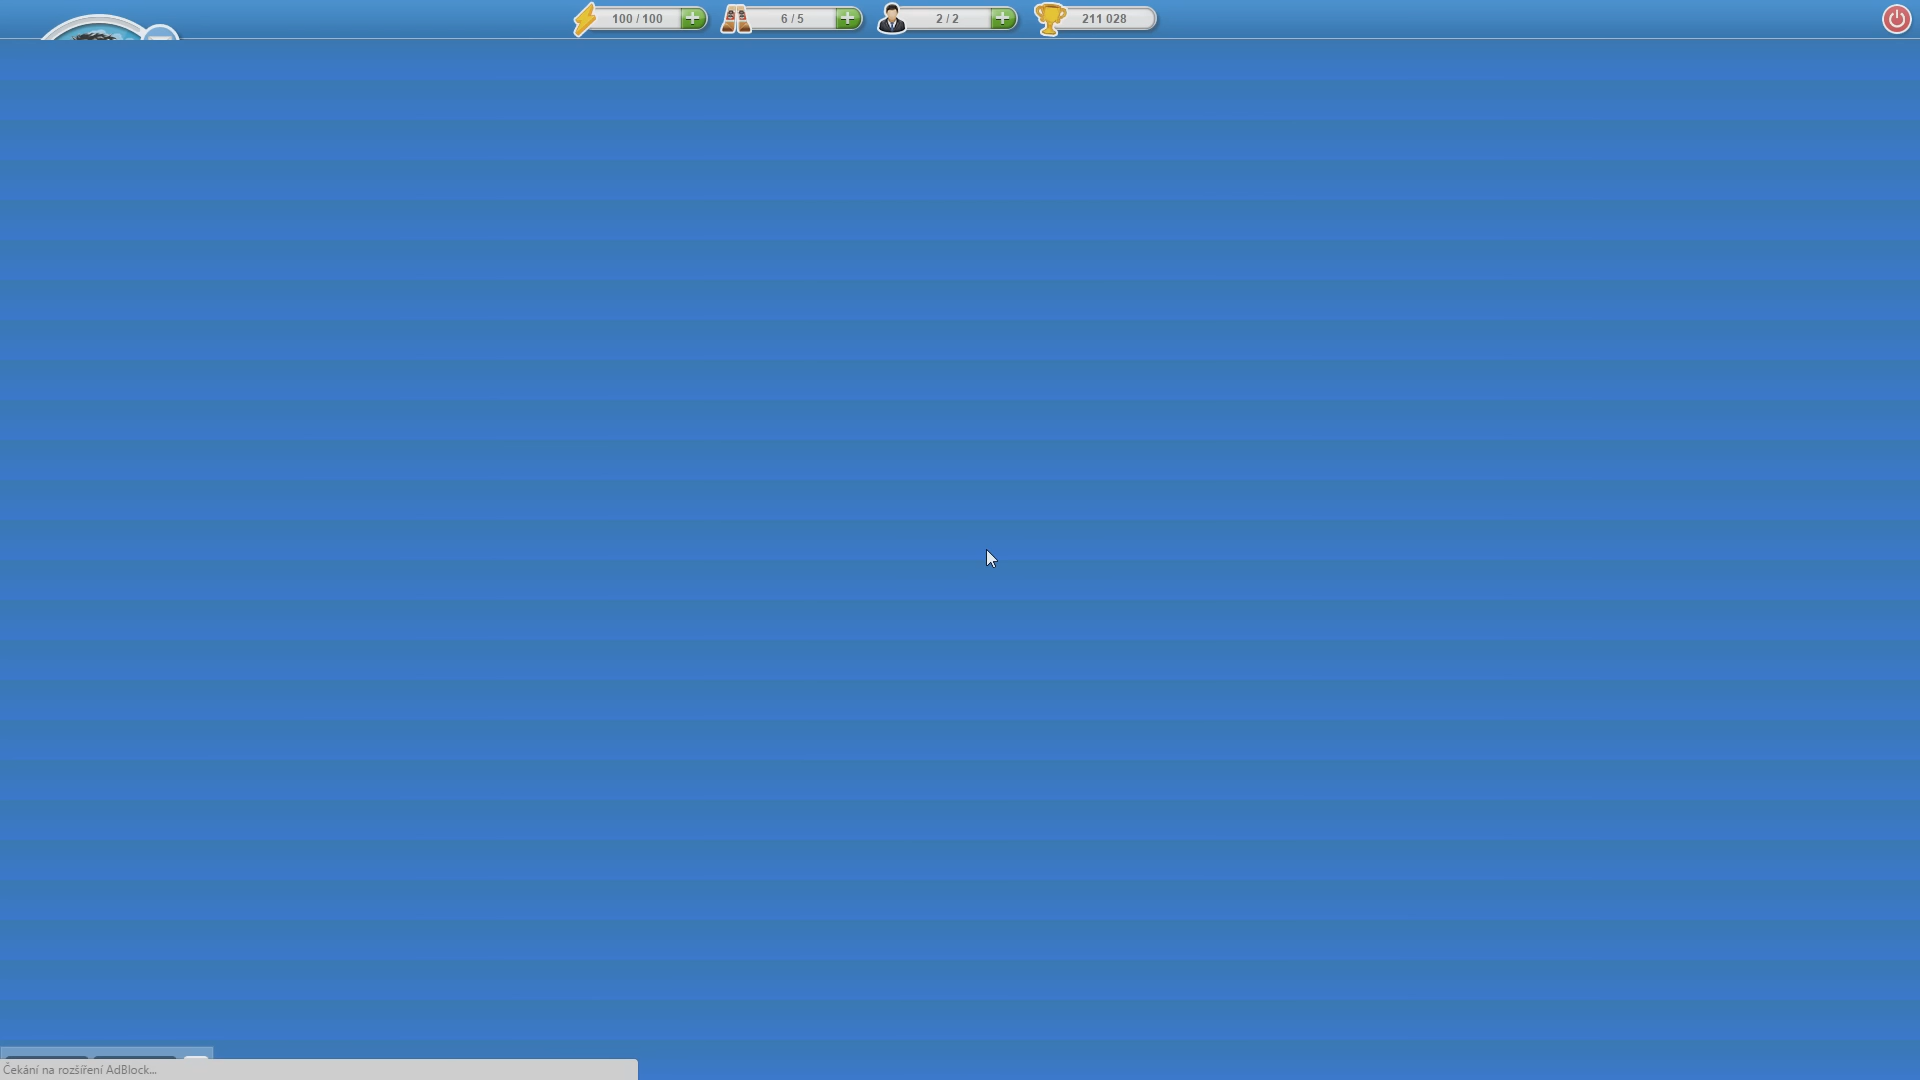 100 / 100
6 / 5
2 / 2
211 028
Čekání na rozšíření AdBlock...